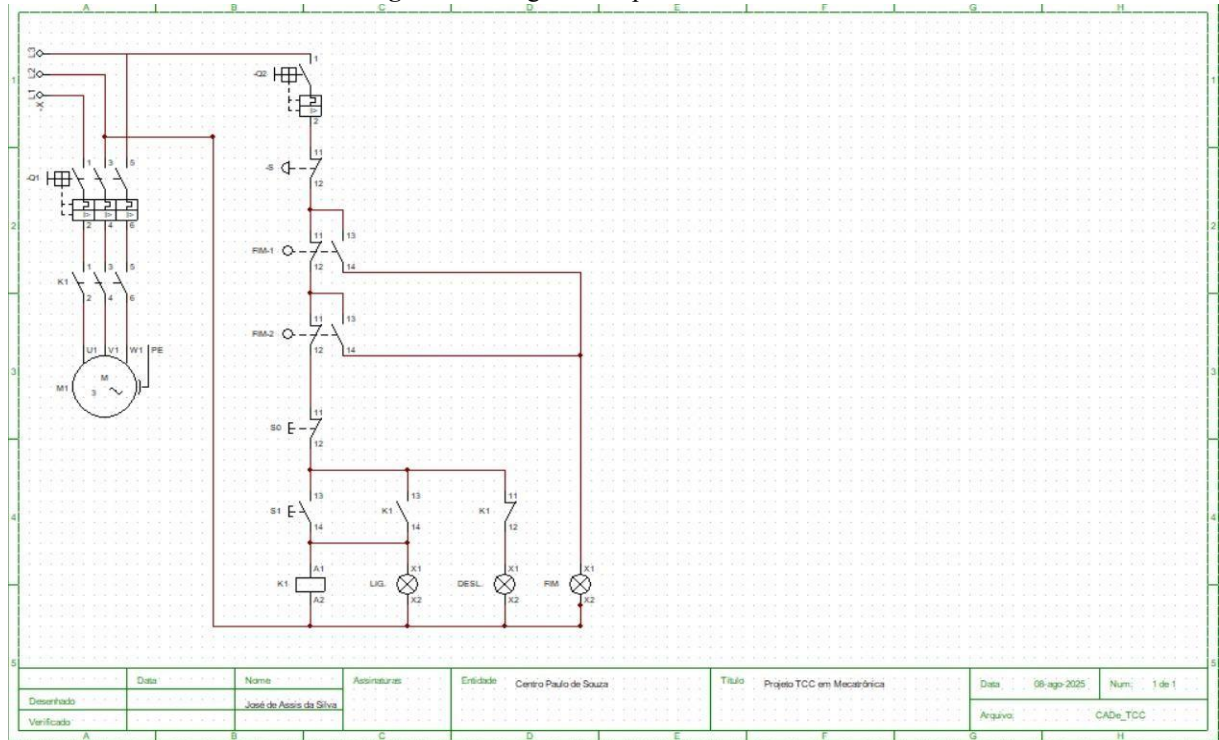 A B C D E F G H
L3
L2
L1
-X
1
1
-Q2
1
2
-Q1
1 3 5
2 4 6
-S
11
12
2
2
FIM-1
11 13
12 14
K1
1 3 5
2 4 6
FIM-2
11 13
12 14
U1 V1 W1 PE
M1
M
3
3
3
S0
11
12
S1
13
14
K1
13
14
K1
11
12
4
4
K1
A1
A2
LIG.
X1
X2
DESL.
X1
X2
FIM
X1
X2
5
5
Data Nome Assinaturas Entidade Centro Paulo de Souza Título Projeto TCC em Mecatrônica Data 08-ago-2025 Num: 1 de 1
Desenhado José de Assis da Silva
Arquivo: CADe_TCC
Verificado
A B C D E F G H